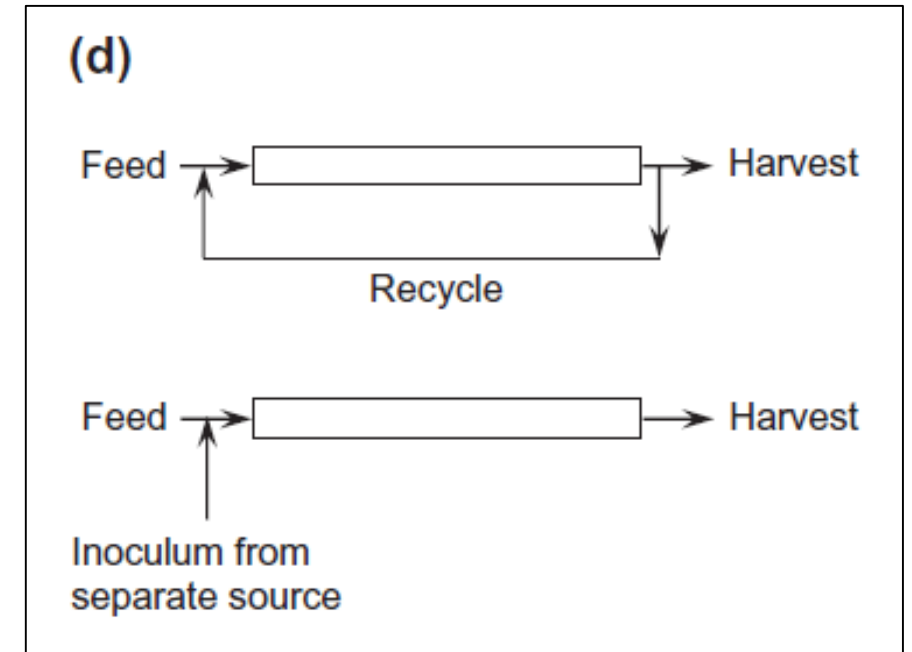 (d)
Feed
Harvest
Recycle
Feed
Harvest
Inoculum from
separate source